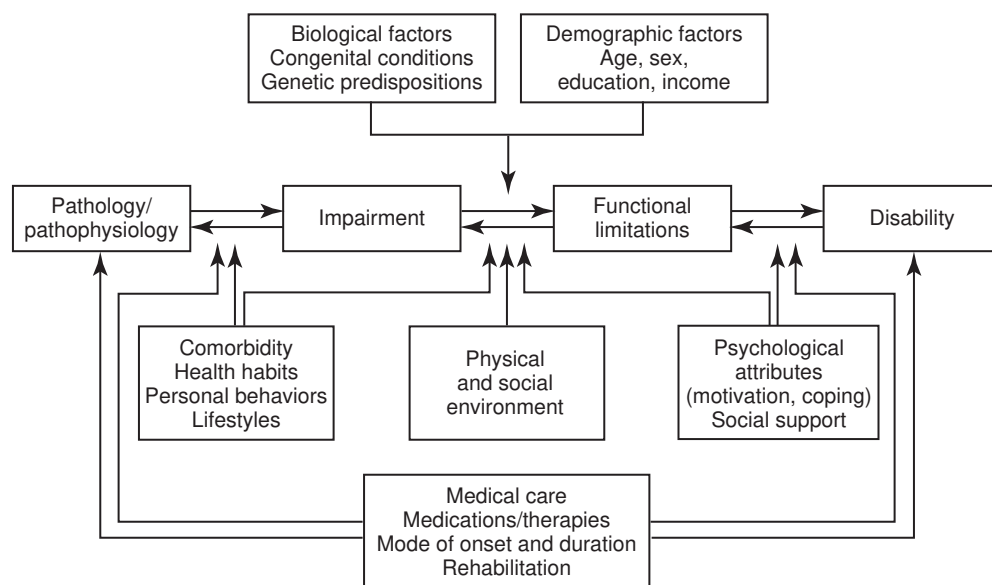 Biological factors
Congenital conditions
Genetic predispositions
Demographic factors
Age, sex,
education, income
Pathology/
pathophysiology
Impairment
Functional
limitations
Disability
Comorbidity
Health habits
Personal behaviors
Lifestyles
Physical
and social
environment
Psychological
attributes
(motivation, coping)
Social support
Medical care
Medications/therapies
Mode of onset and duration
Rehabilitation